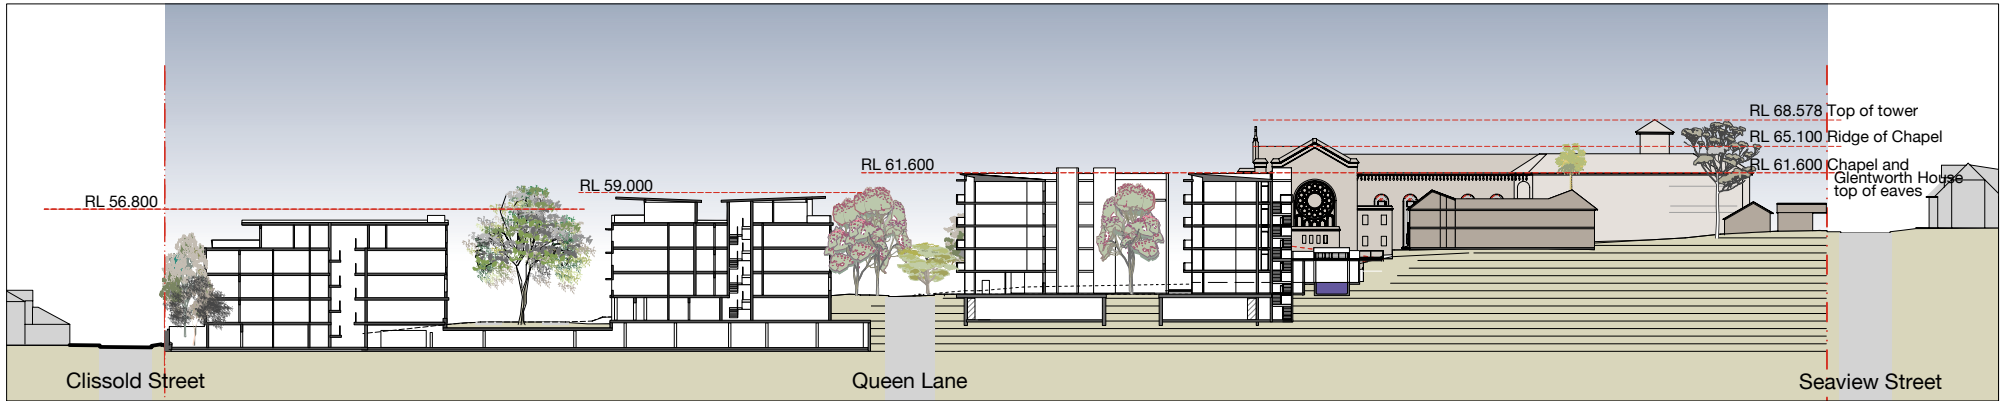 RL 68.578 Top of tower
RL 65.100 Ridge of Chapel
RL 61.600 Chapel and
Glentworth House
top of eaves
RL 61.600
RL 59.000
RL 56.800
Clissold Street
Queen Lane
Seaview Street